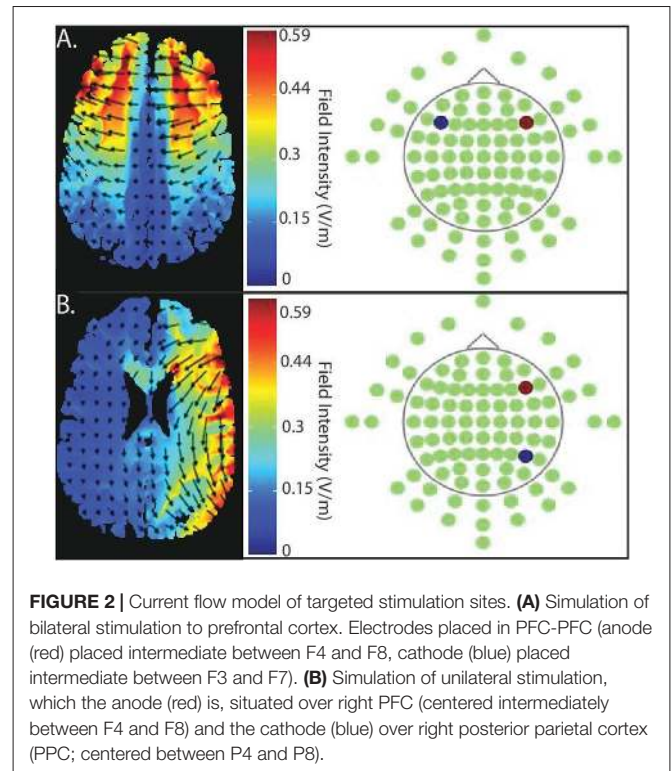 A.
0.59
0.44
0.3
0.15
0
Field Intensity (V/m)
B.
0.59
0.44
0.3
0.15
0
Field Intensity (V/m)
FIGURE 2 | Current flow model of targeted stimulation sites. (A) Simulation of
bilateral stimulation to prefrontal cortex. Electrodes placed in PFC-PFC (anode
(red) placed intermediate between F4 and F8, cathode (blue) placed
intermediate between F3 and F7). (B) Simulation of unilateral stimulation,
which the anode (red) is, situated over right PFC (centered intermediately
between F4 and F8) and the cathode (blue) over right posterior parietal cortex
(PPC; centered between P4 and P8).